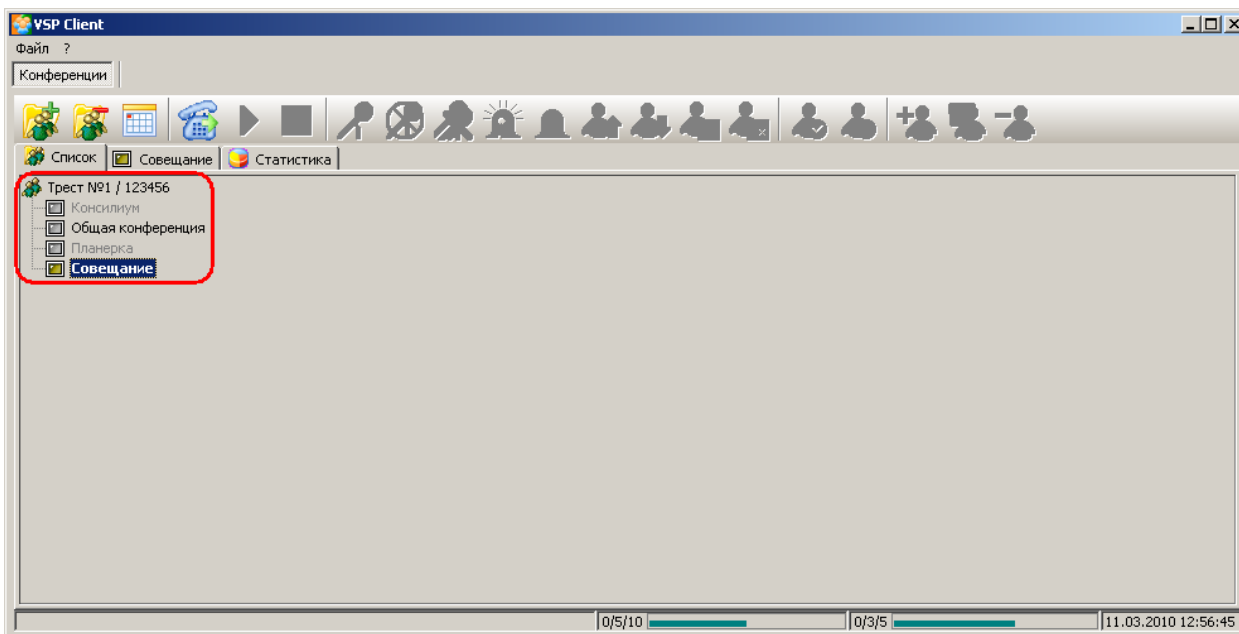 VSP Client
Файл ?
Конференции
Список Совещание Статистика
Трест №1 / 123456
Консилиум
Общая конференция
Планерка
Совещание
0/5/10 0/3/5 11.03.2010 12:56:45